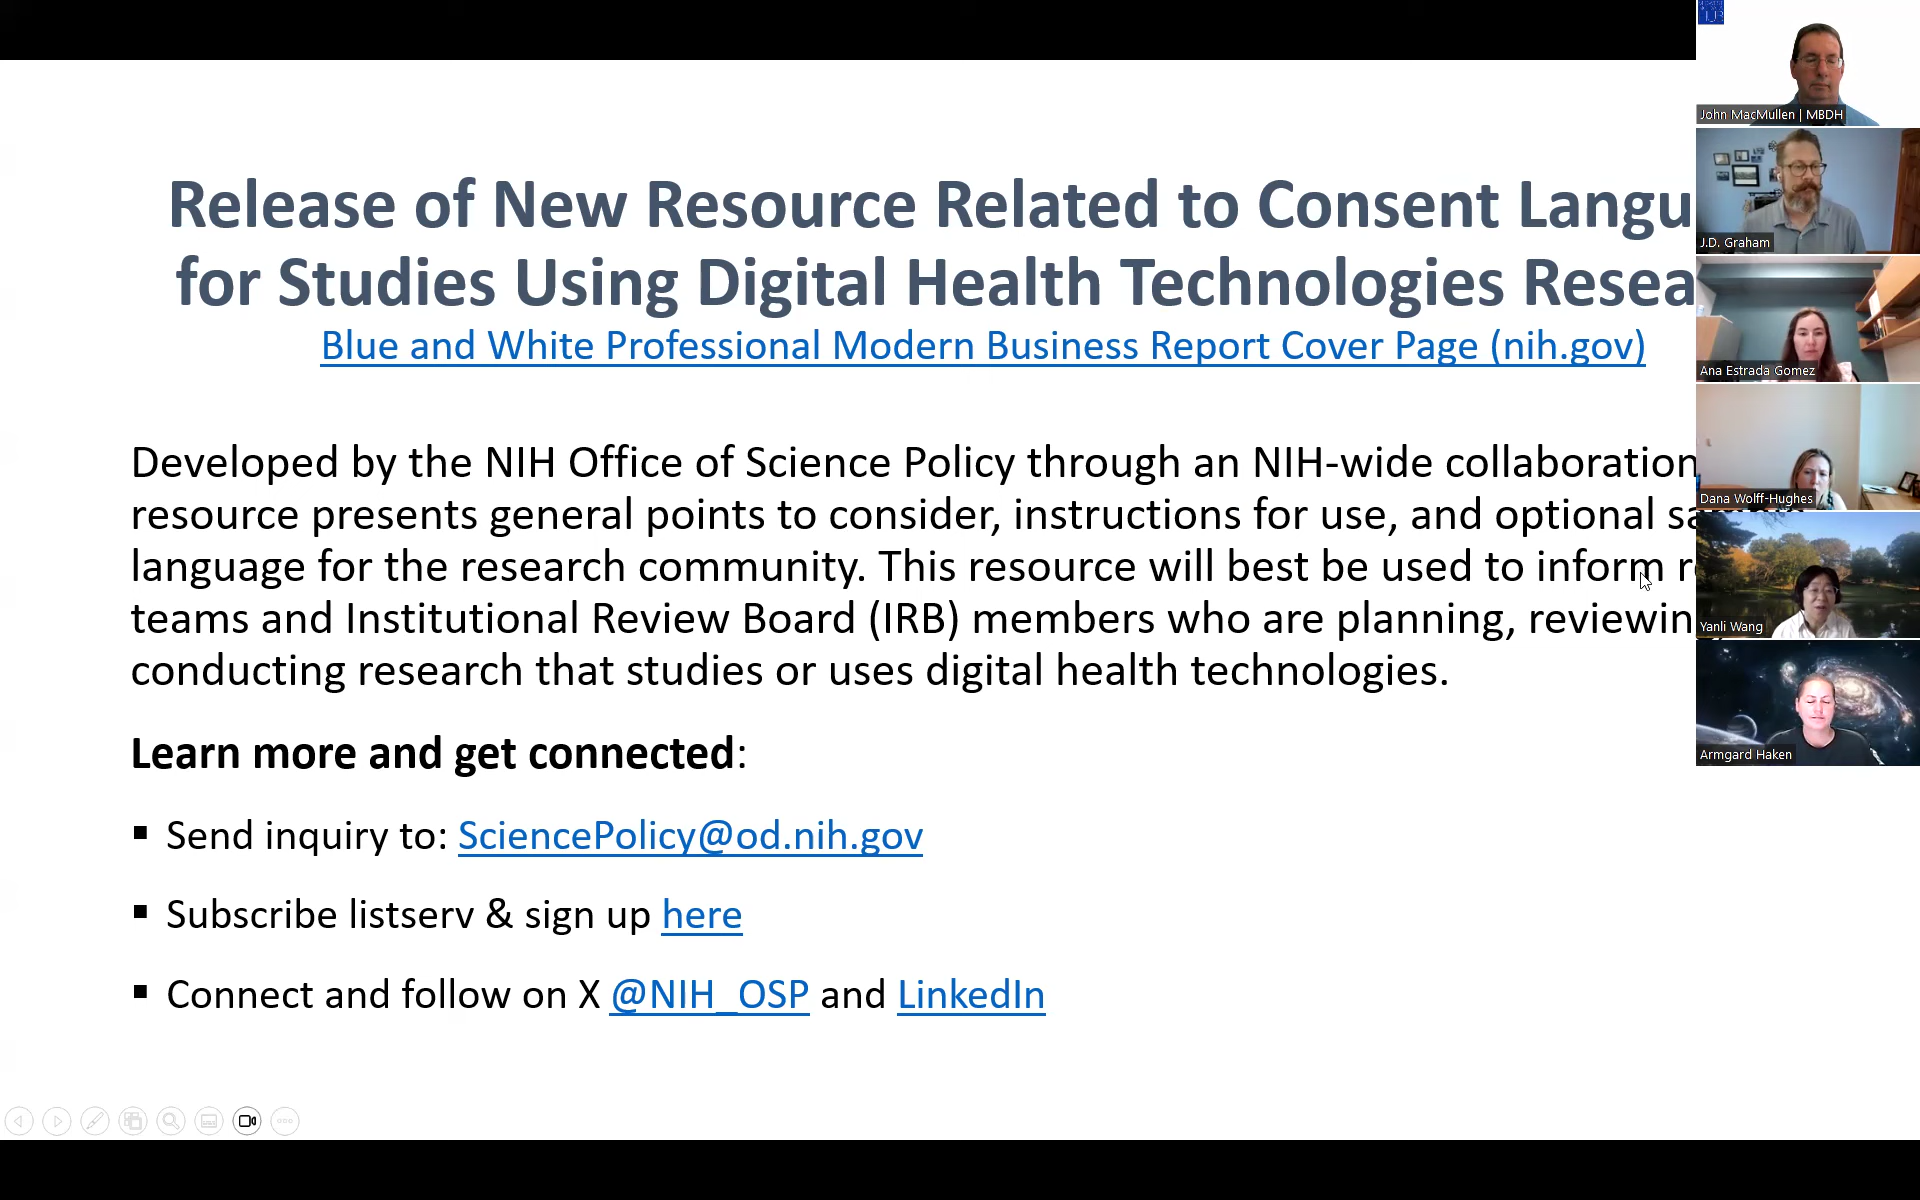 Release of New Resource Related to Consent Langu
for Studies Using Digital Health Technologies Resea
Blue and White Professional Modern Business Report Cover Page (nih.gov)
Developed by the NIH Office of Science Policy through an NIH-wide collaboration
resource presents general points to consider, instructions for use, and optional sa
language for the research community. This resource will best be used to inform r
teams and Institutional Review Board (IRB) members who are planning, reviewin
conducting research that studies or uses digital health technologies.
Learn more and get connected:
▪ Send inquiry to: SciencePolicy@od.nih.gov
▪ Subscribe listserv & sign up here
▪ Connect and follow on X @NIH_OSP and LinkedIn
John MacMullen | MBDH
J.D. Graham
Ana Estrada Gomez
Dana Wolff-Hughes
Yanli Wang
Armgard Haken